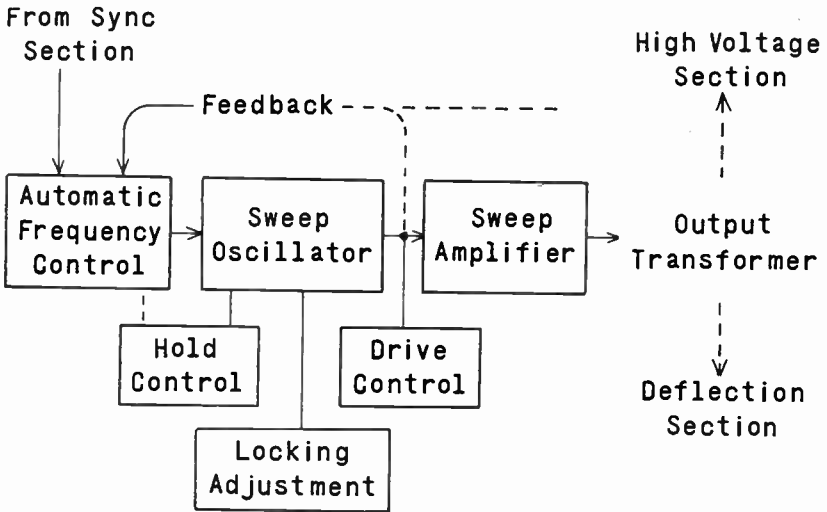 From Sync
Section
High Voltage
Section
Feedback
Automatic
Frequency
Control
Sweep
Oscillator
Sweep
Amplifier
Output
Transformer
Hold
Control
Drive
Control
Deflection
Section
Locking
Adjustment